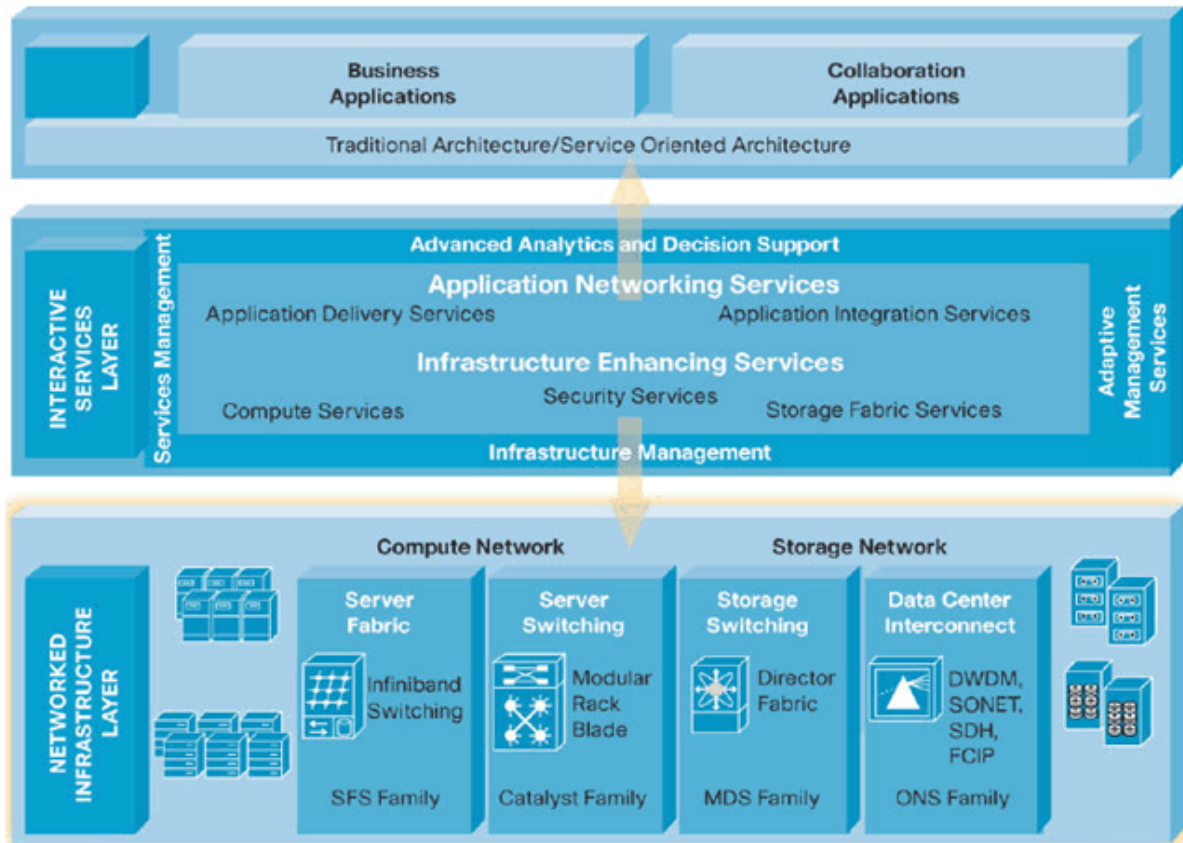 Business
Applications
Collaboration
Applications
Traditional Architecture/Service Oriented Architecture
INTERACTIVE
SERVICES
LAYER
Services Management
Advanced Analytics and Decision Support
Application Networking Services
Application Delivery Services
Application Integration Services
Infrastructure Enhancing Services
Compute Services
Security Services
Storage Fabric Services
Infrastructure Management
Adaptive
Management
Services
NETWORKED
INFRASTRUCTURE
LAYER
Compute Network
Storage Network
Server
Fabric
Infiniband
Switching
SFS Family
Server
Switching
Modular
Rack
Blade
Catalyst Family
Storage
Switching
Director
Fabric
MDS Family
Data Center
Interconnect
DWDM,
SONET,
SDH,
FCIP
ONS Family